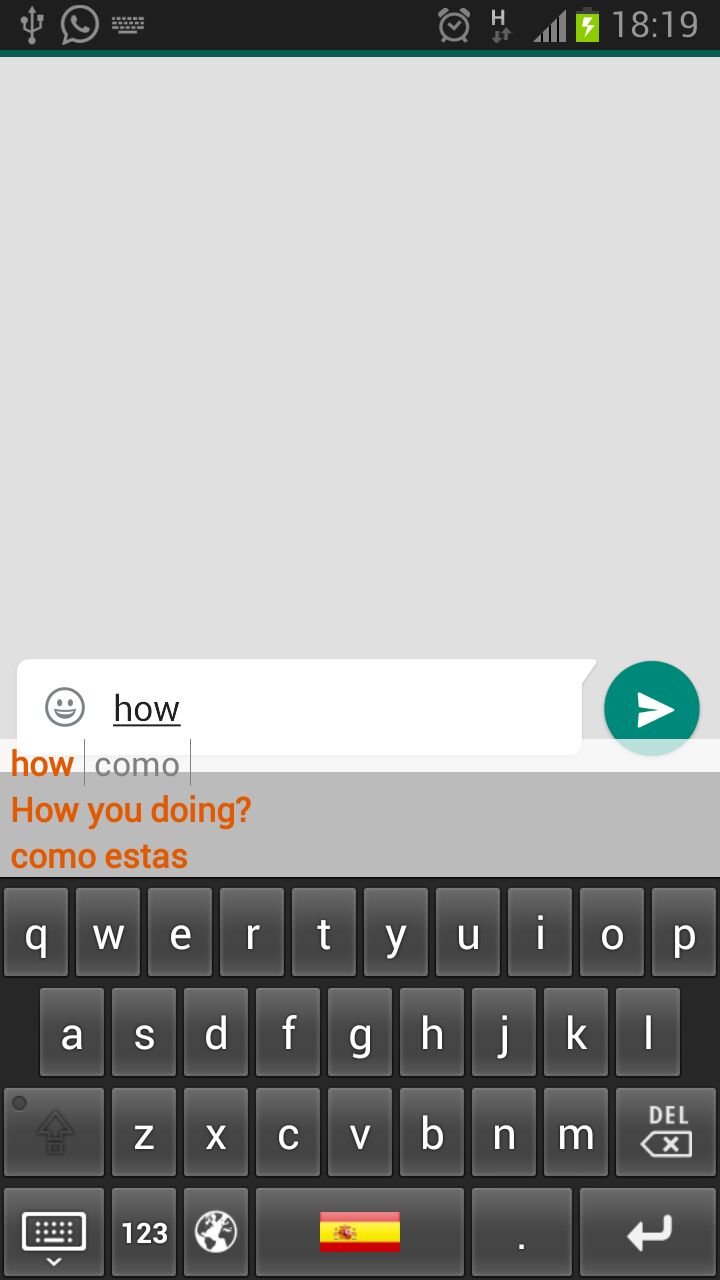 H 18:19
how
how como
How you doing?
como estas
q w e r t y u i o p
a s d f g h j k l
z x c v b n m DEL
123 .